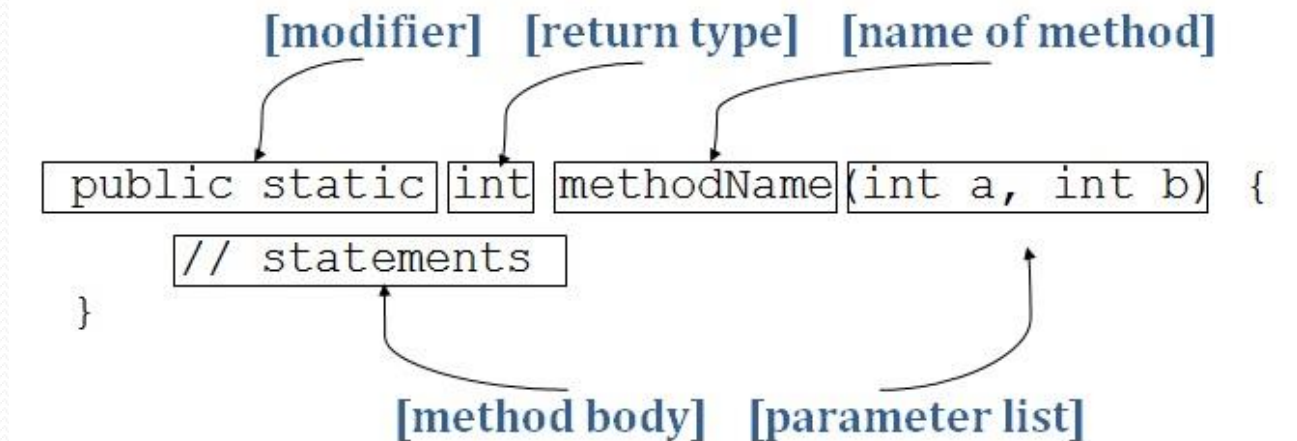 [modifier] [return type] [name of method]
public static int methodName(int a, int b) {
// statements
}
[method body] [parameter list]